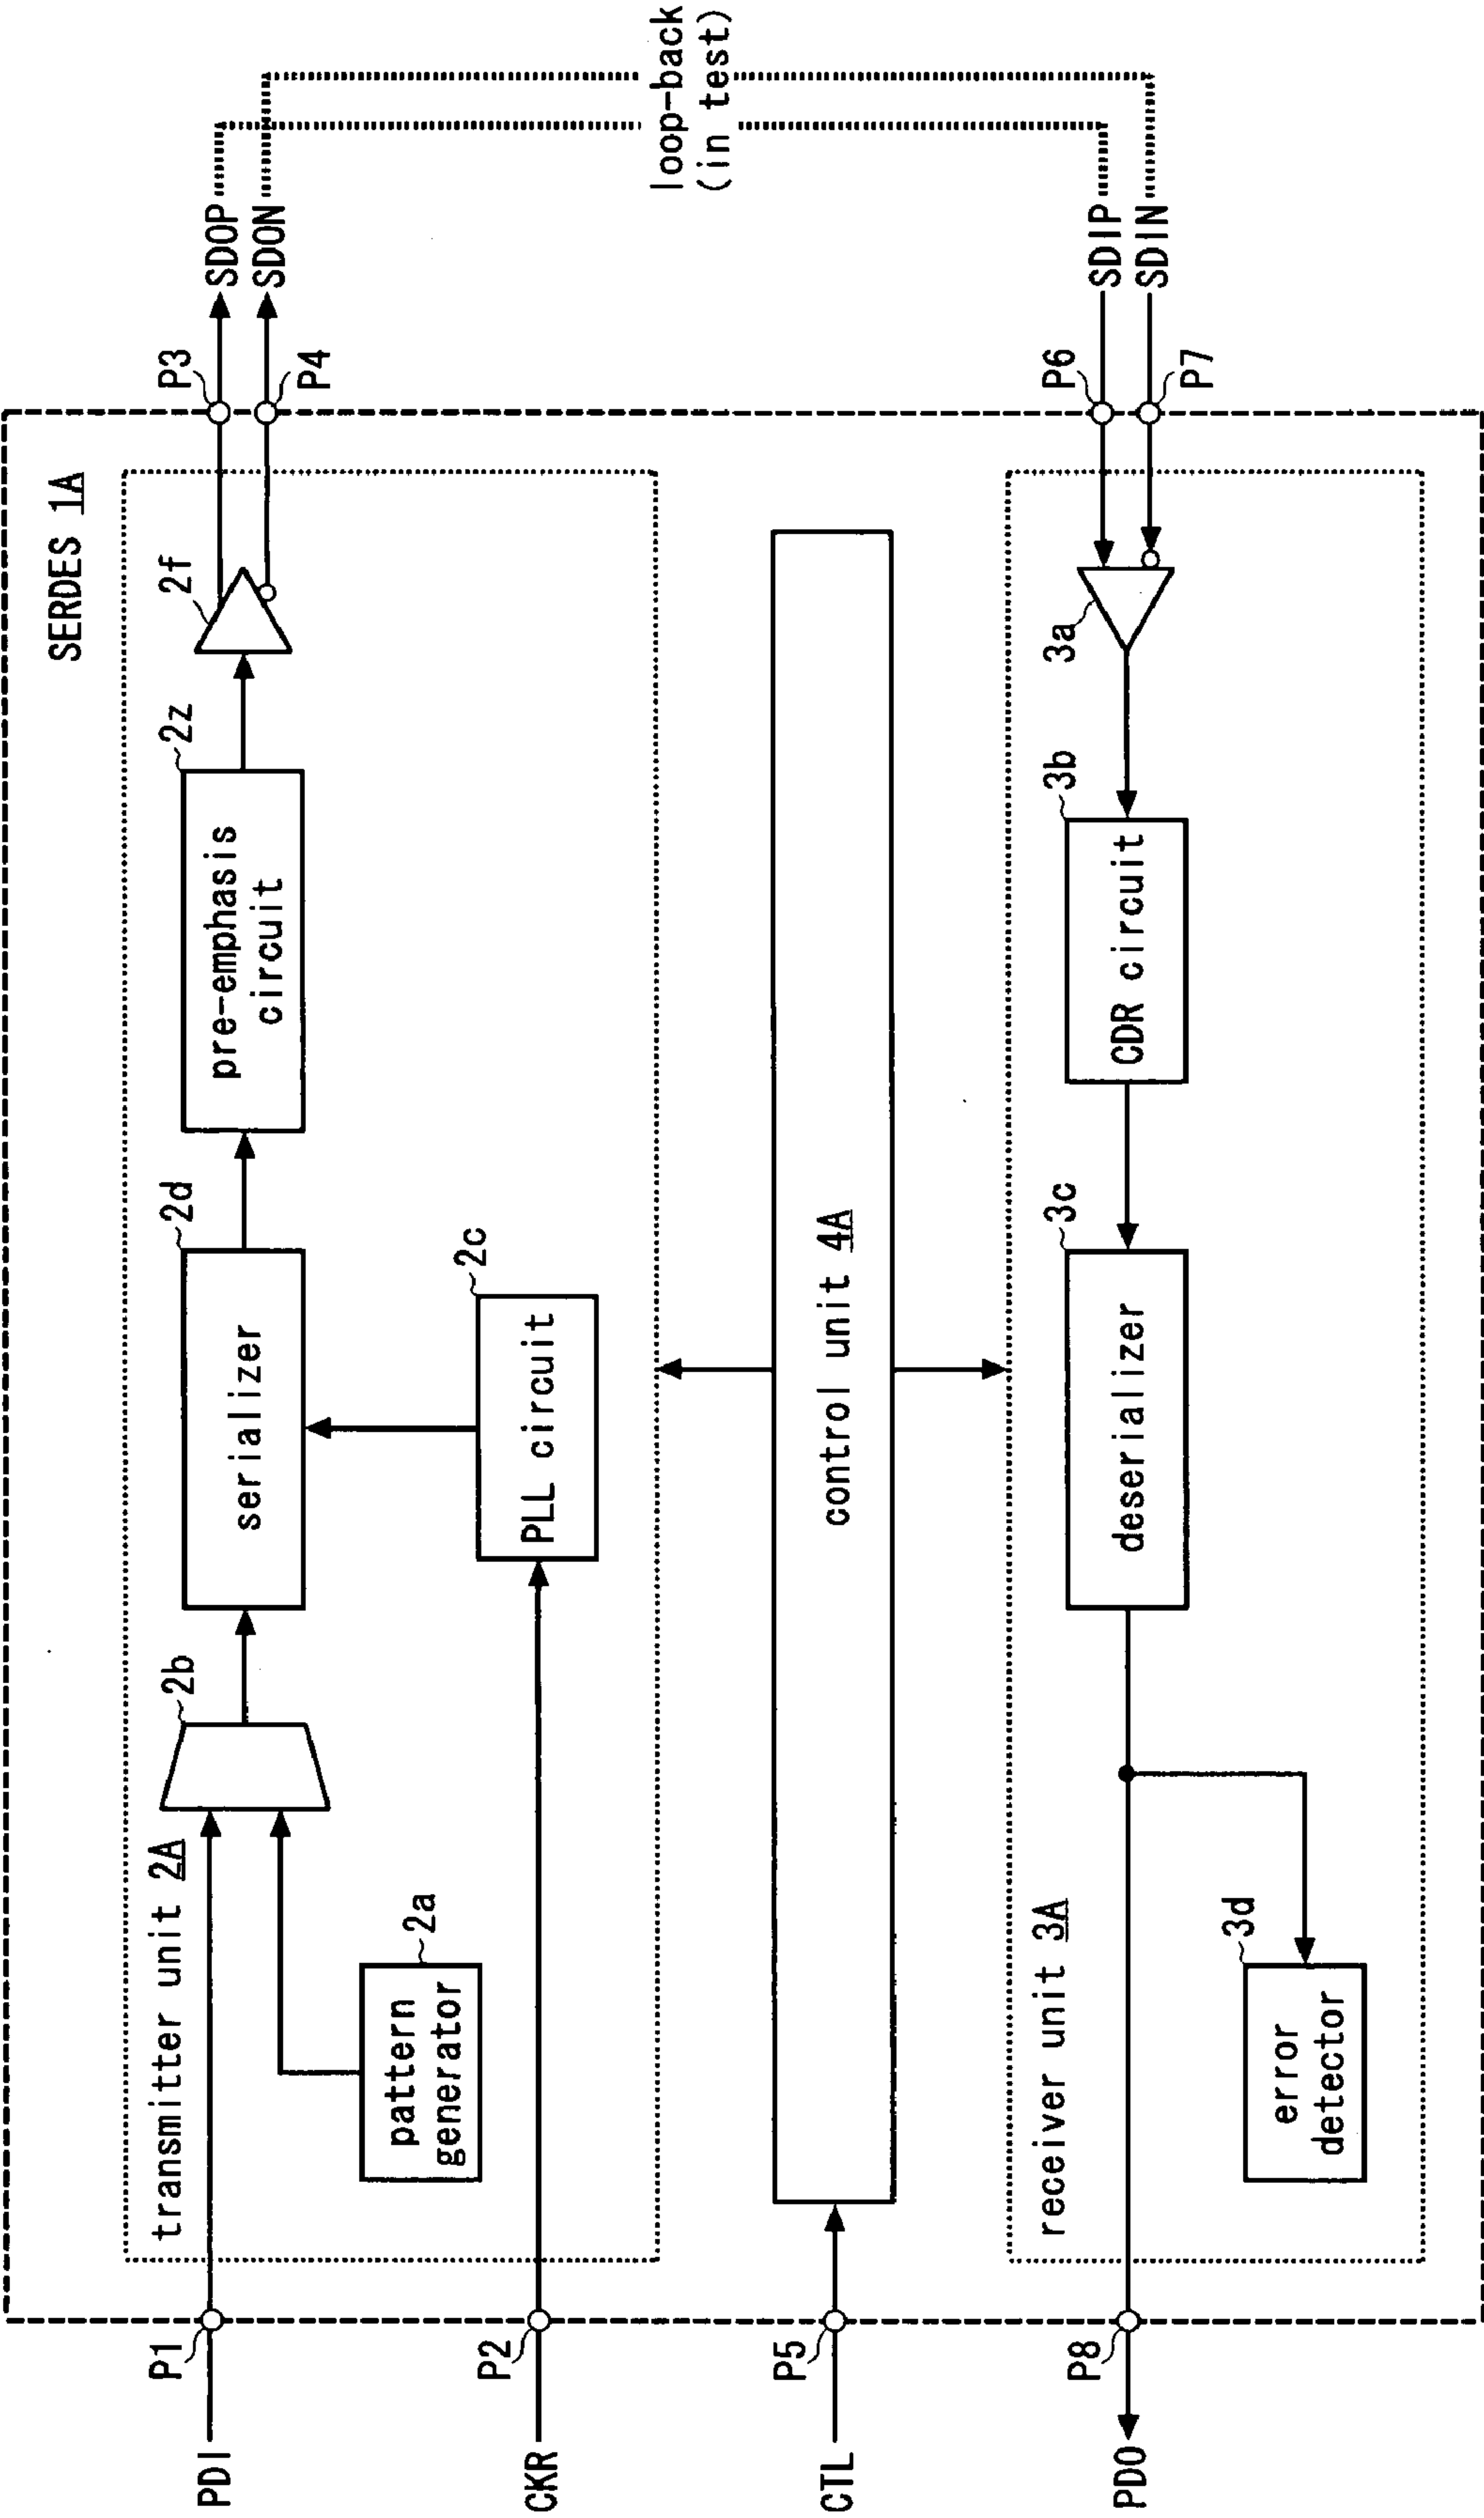 SERDES 1A
transmitter unit 2A
PDI
P1
pattern
generator
2a
2b
serializer
2d
pre-emphasis
circuit
2z
2f
P3
SDOP
P4
SDON
CKR
P2
PLL circuit
2c
loop-back
(in test)
CTL
P5
control unit 4A
receiver unit 3A
PDO
P8
error
detector
3d
deserializer
3c
CDR circuit
3b
3a
P6
SDIP
P7
SDIN